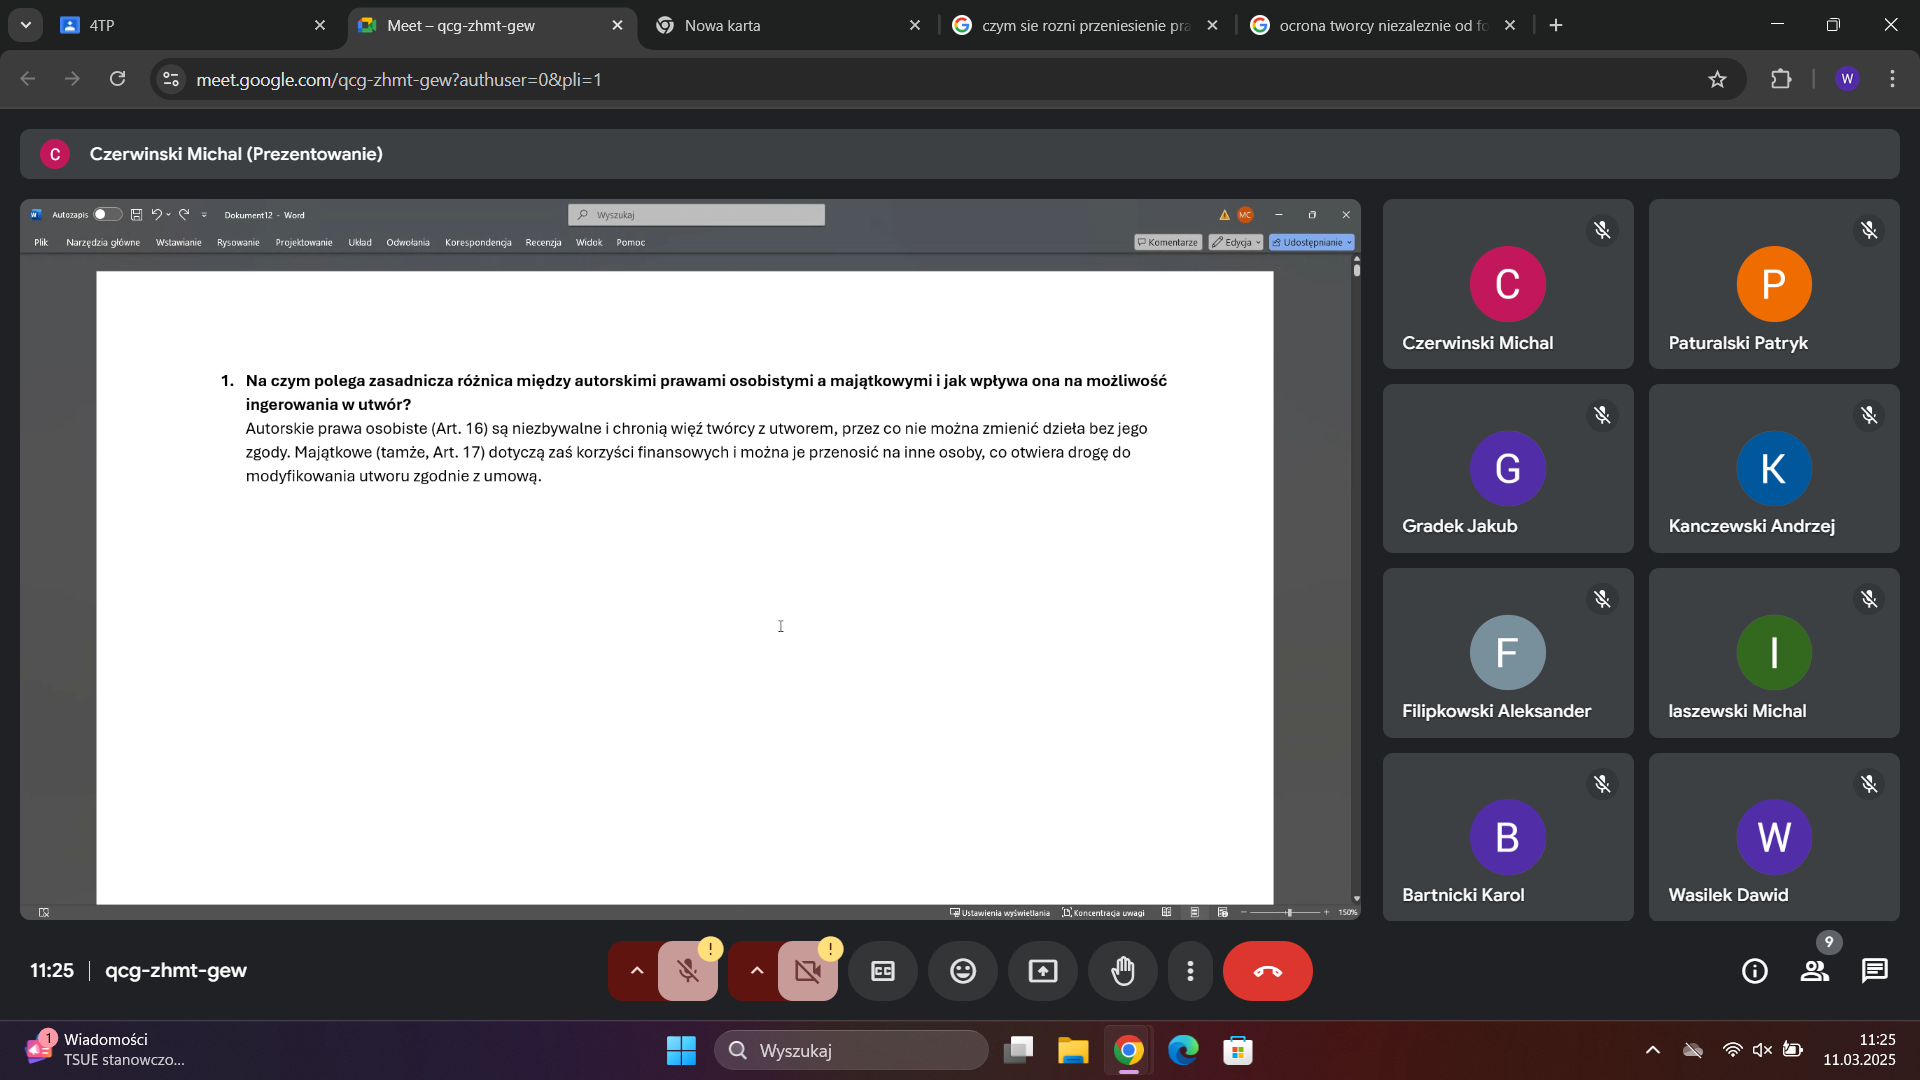 4TP
Meet – qcg-zhmt-gew
Nowa karta
czym sie rozni przeniesienie pra
ocrona tworcy niezaleznie od fo
meet.google.com/qcg-zhmt-gew?authuser=0&pli=1
W
C
Czerwinski Michal (Prezentowanie)
Autozapis
Dokument12 - Word
Wyszukaj
MC
Plik
Narzędzia główne
Wstawianie
Rysowanie
Projektowanie
Układ
Odwołania
Korespondencja
Recenzja
Widok
Pomoc
Komentarze
Edycja
Udostępnianie
1. Na czym polega zasadnicza różnica między autorskimi prawami osobistymi a majątkowymi i jak wpływa ona na możliwość
ingerowania w utwór?
Autorskie prawa osobiste (Art. 16) są niezbywalne i chronią więź twórcy z utworem, przez co nie można zmienić dzieła bez jego
zgody. Majątkowe (tamże, Art. 17) dotyczą zaś korzyści finansowych i można je przenosić na inne osoby, co otwiera drogę do
modyfikowania utworu zgodnie z umową.
Ustawienia wyświetlania
Koncentracja uwagi
150%
C
Czerwinski Michal
P
Paturalski Patryk
G
Gradek Jakub
K
Kanczewski Andrzej
F
Filipkowski Aleksander
I
Iaszewski Michal
B
Bartnicki Karol
W
Wasilek Dawid
11:25
qcg-zhmt-gew
!
!
CC
9
1
Wiadomości
TSUE stanowczo...
Wyszukaj
11:25
11.03.2025